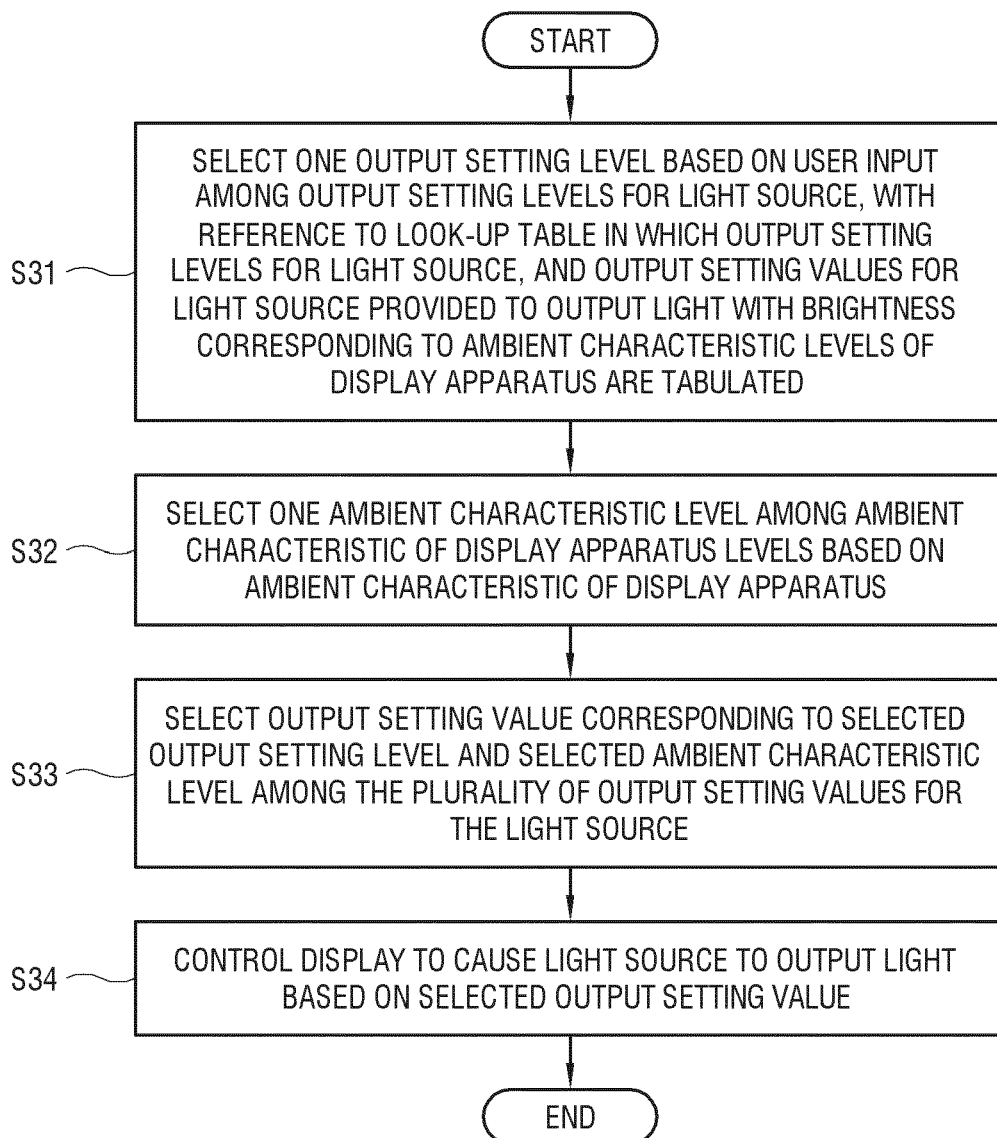 START
S31
SELECT ONE OUTPUT SETTING LEVEL BASED ON USER INPUT
AMONG OUTPUT SETTING LEVELS FOR LIGHT SOURCE, WITH
REFERENCE TO LOOK-UP TABLE IN WHICH OUTPUT SETTING
LEVELS FOR LIGHT SOURCE, AND OUTPUT SETTING VALUES FOR
LIGHT SOURCE PROVIDED TO OUTPUT LIGHT WITH BRIGHTNESS
CORRESPONDING TO AMBIENT CHARACTERISTIC LEVELS OF
DISPLAY APPARATUS ARE TABULATED
S32
SELECT ONE AMBIENT CHARACTERISTIC LEVEL AMONG AMBIENT
CHARACTERISTIC OF DISPLAY APPARATUS LEVELS BASED ON
AMBIENT CHARACTERISTIC OF DISPLAY APPARATUS
S33
SELECT OUTPUT SETTING VALUE CORRESPONDING TO SELECTED
OUTPUT SETTING LEVEL AND SELECTED AMBIENT CHARACTERISTIC
LEVEL AMONG THE PLURALITY OF OUTPUT SETTING VALUES FOR
THE LIGHT SOURCE
S34
CONTROL DISPLAY TO CAUSE LIGHT SOURCE TO OUTPUT LIGHT
BASED ON SELECTED OUTPUT SETTING VALUE
END